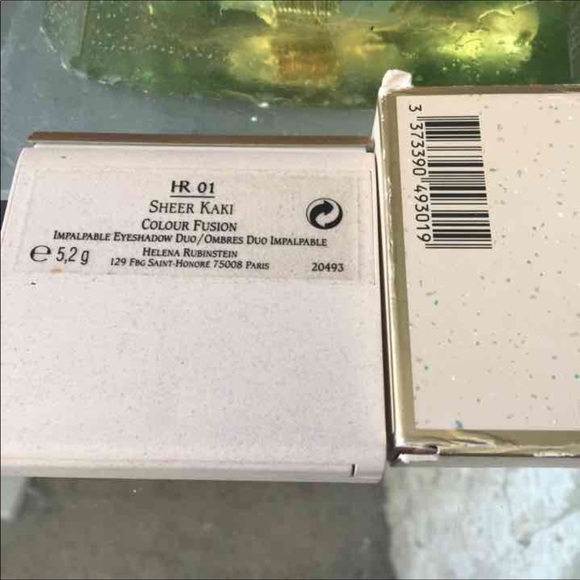 HR 01
SHEER KAKI
COLOUR FUSION
IMPALPABLE EYESHADOW DUO/OMBRES DUO IMPALPABLE
HELENA RUBINSTEIN
129 FBG SAINT-HONORÉ 75008 PARIS
℮ 5,2 g
20493
3 373390 493019